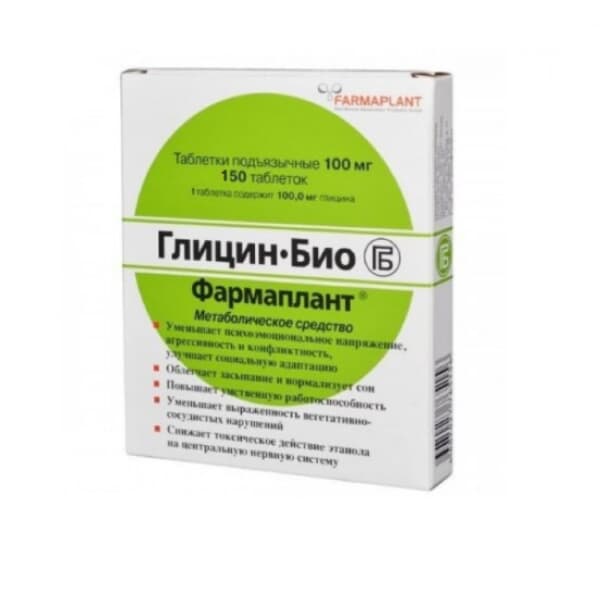 FARMAPLANT
Таблетки подъязычные 100 мг
150 таблеток
1 таблетка содержит 100,0 мг глицина
Глицин•Био ГБ
Фармаплант®
Метаболическое средство
Уменьшает психоэмоциональное напряжение,
агрессивность и конфликтность,
улучшает социальную адаптацию
Облегчает засыпание и нормализует сон
Повышает умственную работоспособность
Уменьшает выраженность вегетативно-
сосудистых нарушений
Снижает токсическое действие этанола
на центральную нервную систему